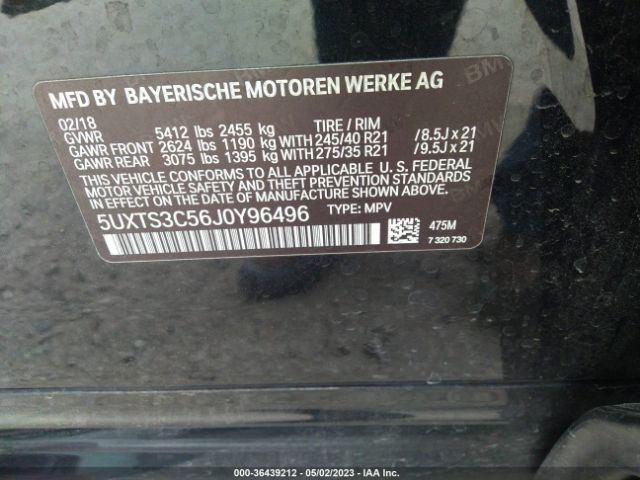 MFD BY BAYERISCHE MOTOREN WERKE AG
02/18
GVWR 5412 lbs 2455 kg TIRE / RIM
GAWR FRONT 2624 lbs 1190 kg WITH 245/40 R21 /8.5J x 21
GAWR REAR 3075 lbs 1395 kg WITH 275/35 R21 /9.5J x 21
THIS VEHICLE CONFORMS TO ALL APPLICABLE U. S. FEDERAL
MOTOR VEHICLE SAFETY, BUMPER, AND THEFT PREVENTION
STANDARDS IN EFFECT ON THE DATE OF MANUFACTURE SHOWN ABOVE.
5UXTS3C56J0Y96496 TYPE: MPV
475M
7 320 730
000-36439212 - 05/02/2023 - IAA Inc.